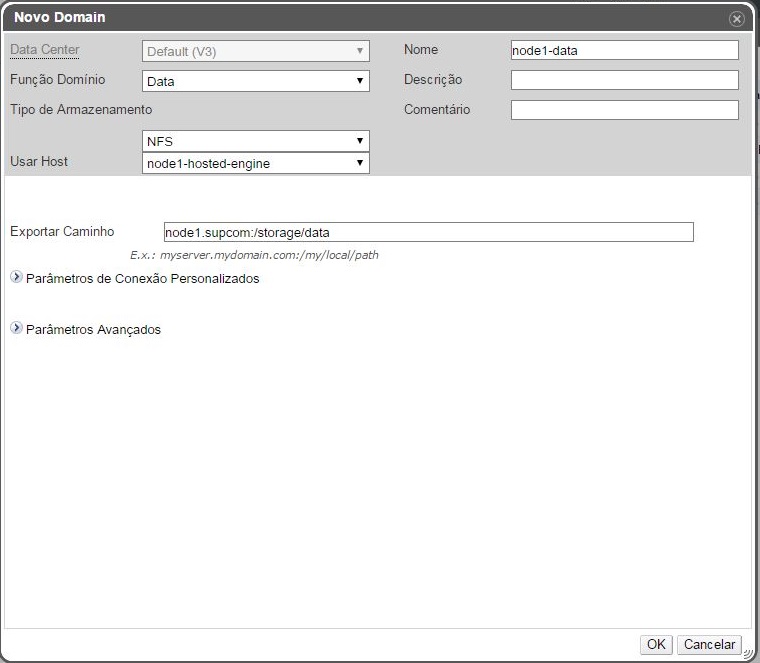 Novo Domain
Data Center Default (V3) Nome node1-data
Função Domínio Data Descrição
Tipo de Armazenamento Comentário
NFS
Usar Host node1-hosted-engine
Exportar Caminho node1.supcom:/storage/data
E.x.: myserver.mydomain.com:/my/local/path
Parâmetros de Conexão Personalizados
Parâmetros Avançados
OK Cancelar